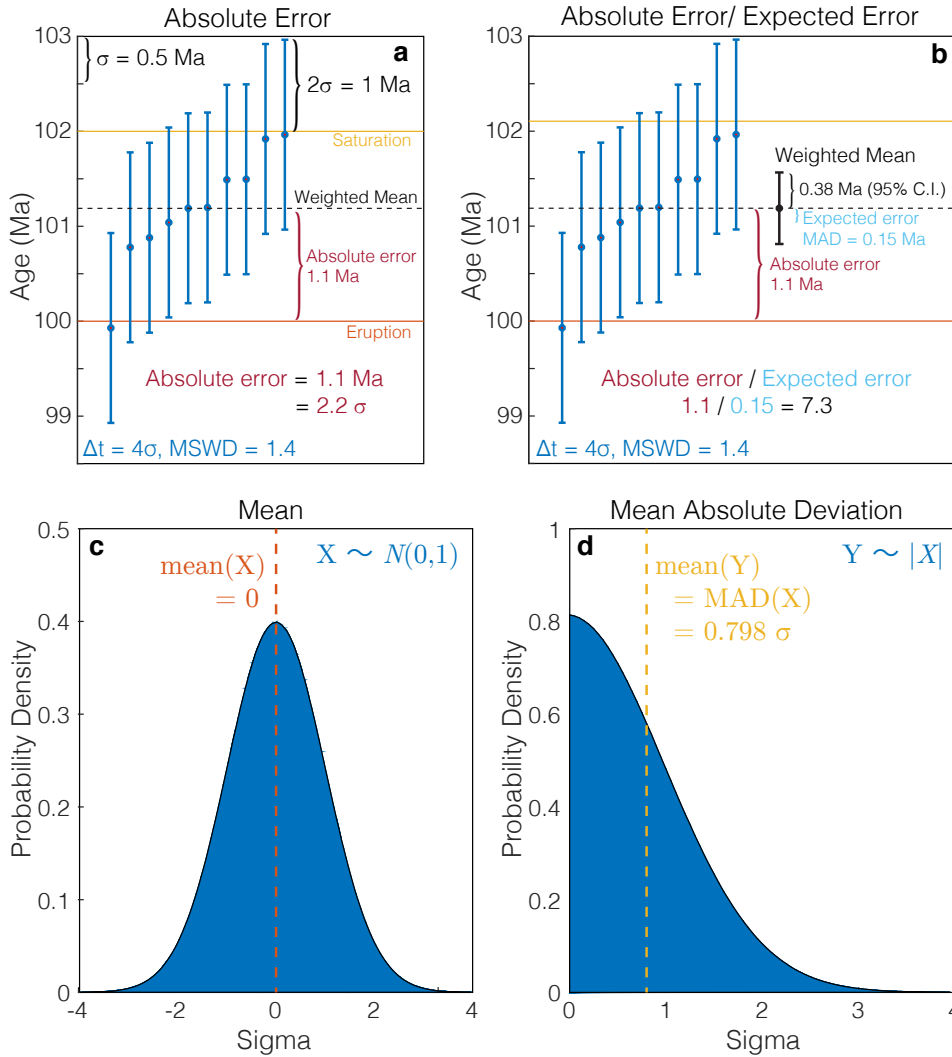 Absolute Error
a
103
102
101
100
99
Age (Ma)
σ = 0.5 Ma
2σ = 1 Ma
Saturation
Weighted Mean
Absolute error
1.1 Ma
Eruption
Absolute error = 1.1 Ma
= 2.2 σ
Δt = 4σ, MSWD = 1.4
Absolute Error/ Expected Error
b
103
102
101
100
99
Age (Ma)
Weighted Mean
0.38 Ma (95% C.I.)
Expected error
MAD = 0.15 Ma
Absolute error
1.1 Ma
Absolute error / Expected error
1.1 / 0.15 = 7.3
Δt = 4σ, MSWD = 1.4
Mean
c
0.5
0.4
0.3
0.2
0.1
0
Probability Density
mean(X)
= 0
X ∼ N(0,1)
-4 -2 0 2 4
Sigma
Mean Absolute Deviation
d
1
0.8
0.6
0.4
0.2
0
Probability Density
mean(Y)
= MAD(X)
= 0.798 σ
Y ∼ |X|
0 1 2 3 4
Sigma